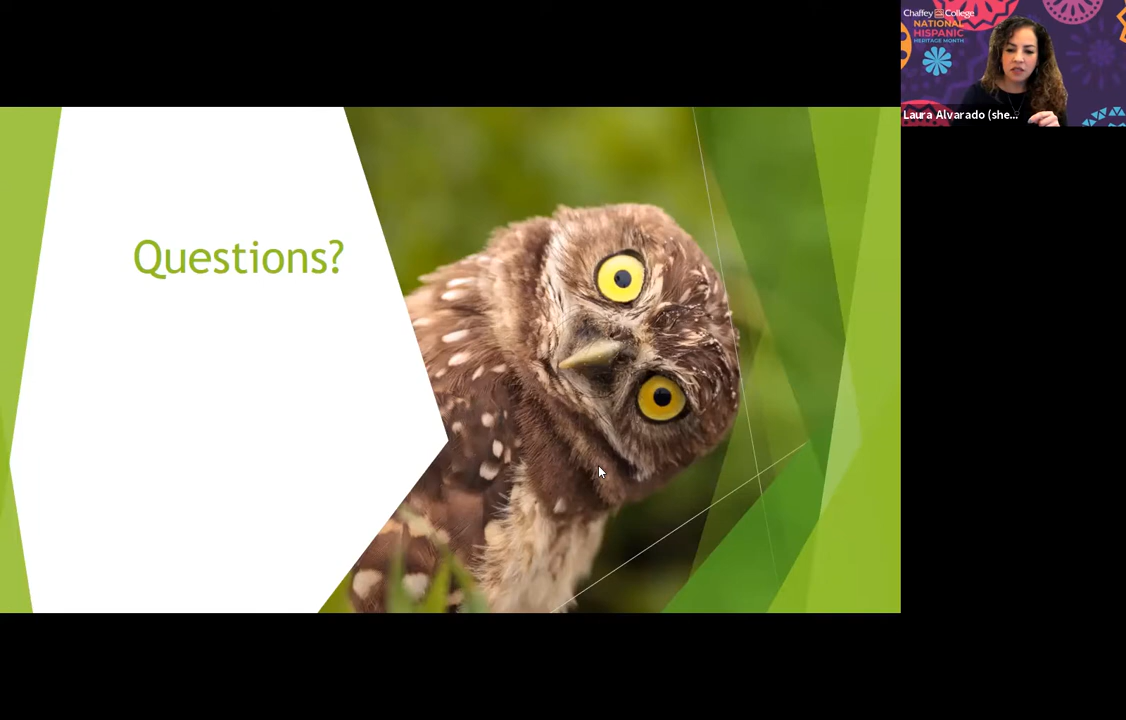 Questions?
Chaffey College
NATIONAL
HISPANIC
HERITAGE MONTH
Laura Alvarado (she...